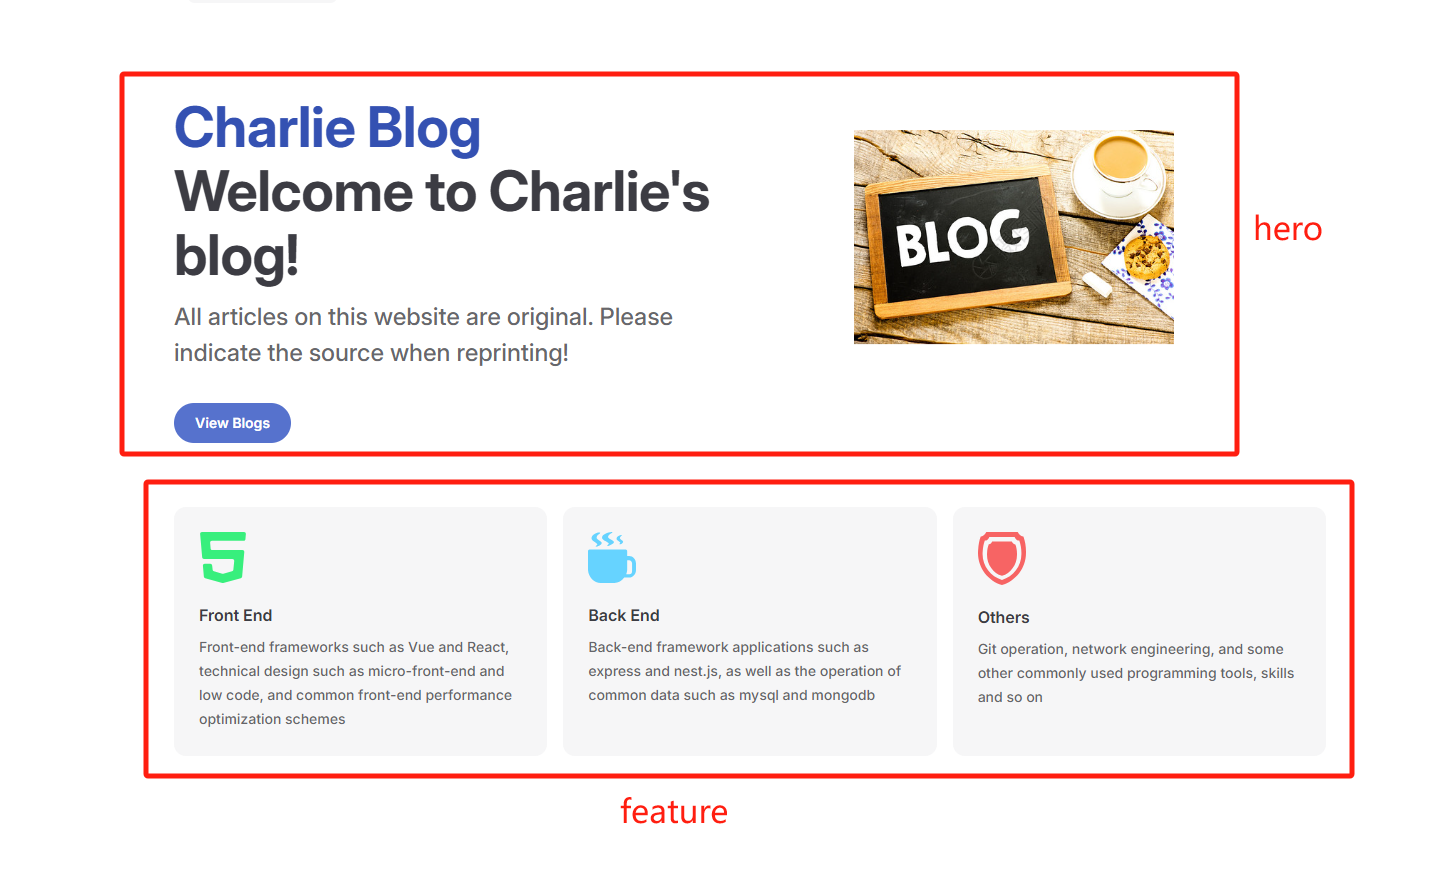 Charlie Blog
Welcome to Charlie's
blog!
All articles on this website are original. Please
indicate the source when reprinting!
View Blogs
BLOG
hero
Front End
Front-end frameworks such as Vue and React,
technical design such as micro-front-end and
low code, and common front-end performance
optimization schemes
Back End
Back-end framework applications such as
express and nest.js, as well as the operation of
common data such as mysql and mongodb
Others
Git operation, network engineering, and some
other commonly used programming tools, skills
and so on
feature